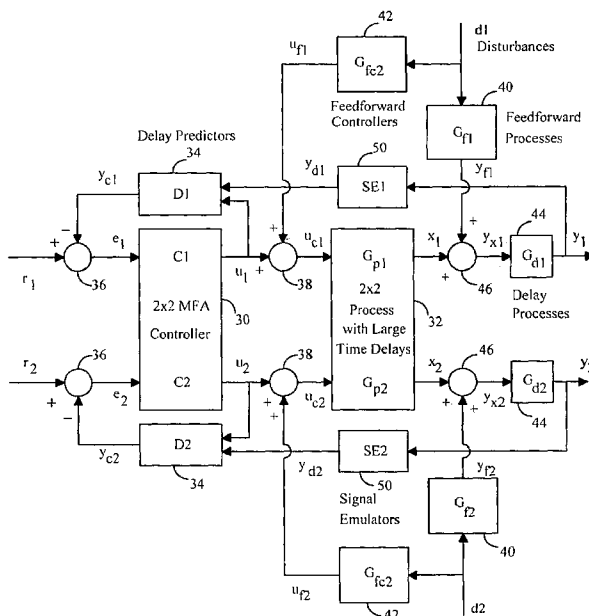 42
d1
Disturbances
u_f1
G_fc2
40
Feedforward
Controllers
G_f1
Feedforward
Processes
Delay Predictors
34
50
y_c1
D1
y_d1
SE1
y_f1
−
+
e_1
C1
u_1
+
+
u_c1
G_p1
x_1
+
+
y_x1
44
G_d1
y_1
r_1
36
38
46
Delay
Processes
2x2 MFA
Controller
30
2x2
Process
with Large
Time Delays
32
r_2
36
u_2
38
x_2
46
y_2
+
−
e_2
C2
+
+
u_c2
G_p2
+
+
y_x2
G_d2
44
y_c2
D2
34
y_d2
SE2
50
y_f2
Signal
Emulators
G_f2
40
42
u_f2
G_fc2
42
d2